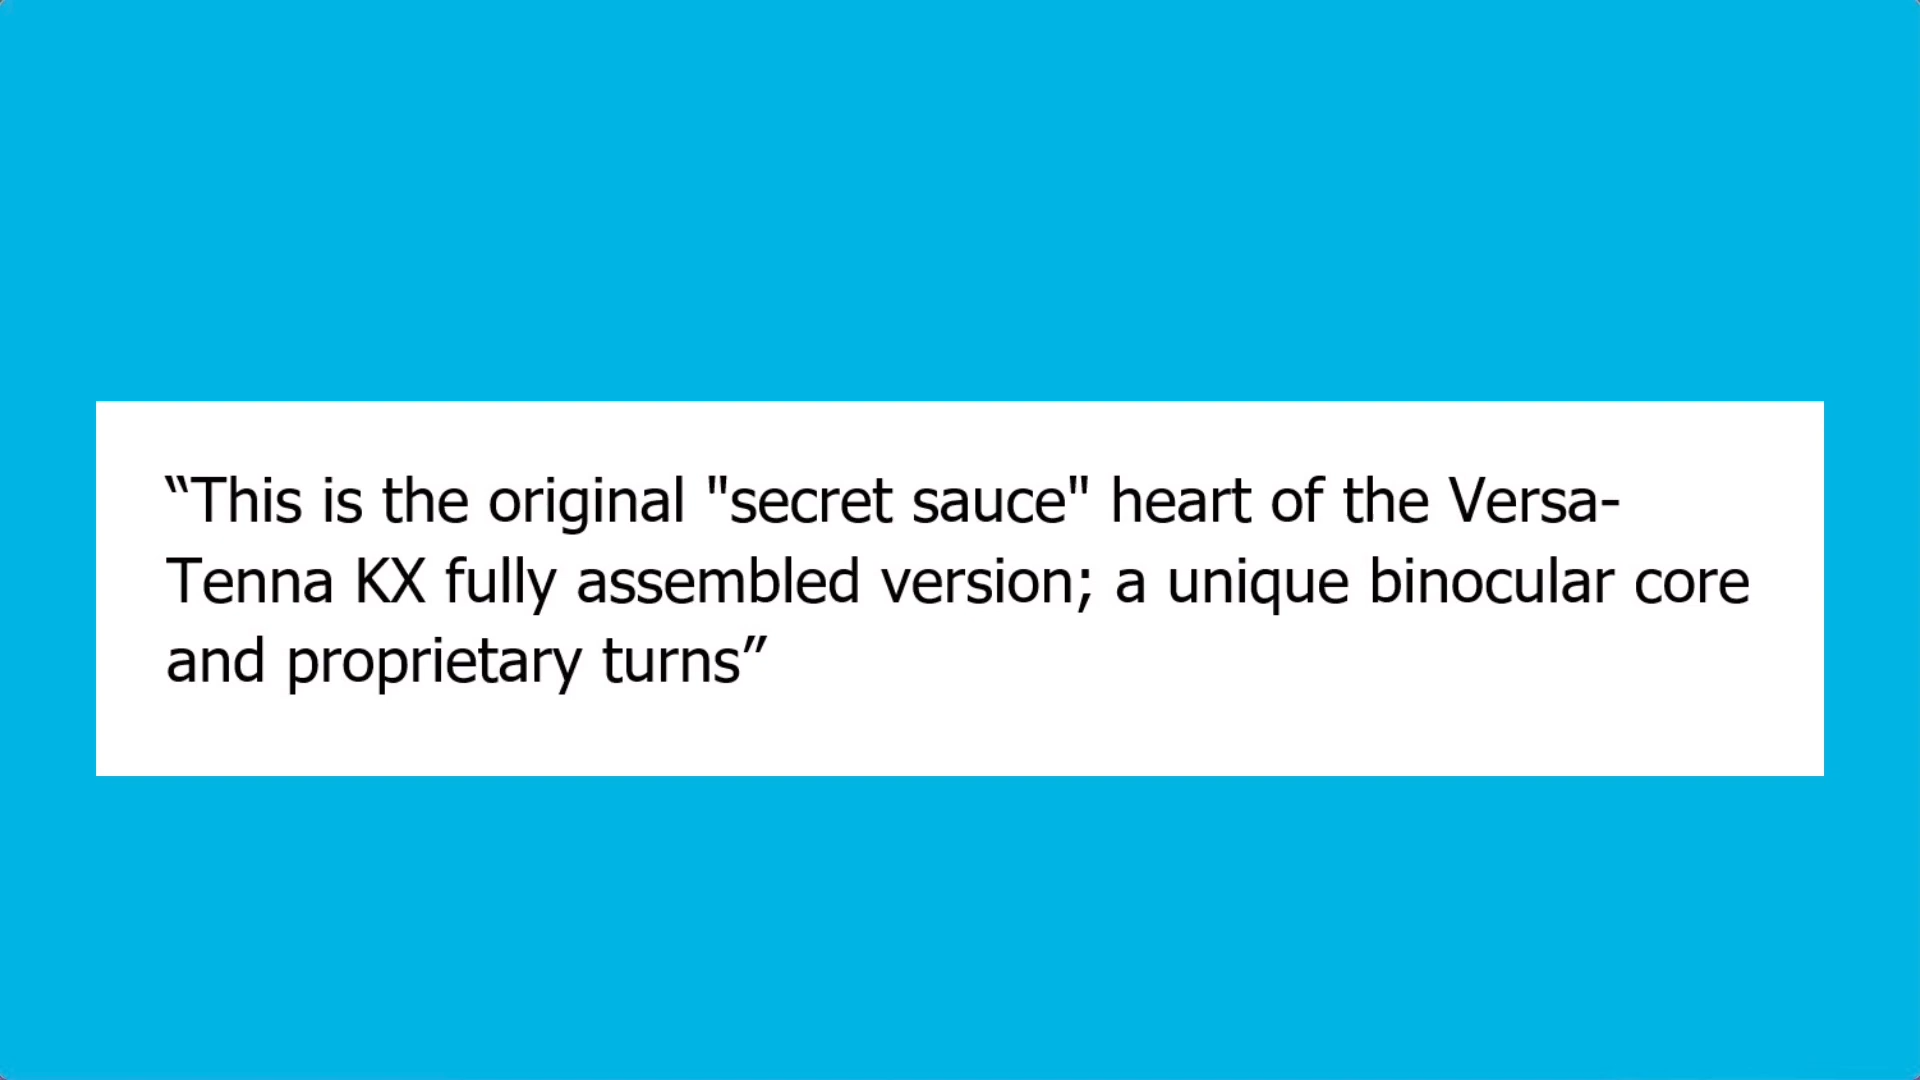 “This is the original "secret sauce" heart of the Versa-
Tenna KX fully assembled version; a unique binocular core
and proprietary turns”